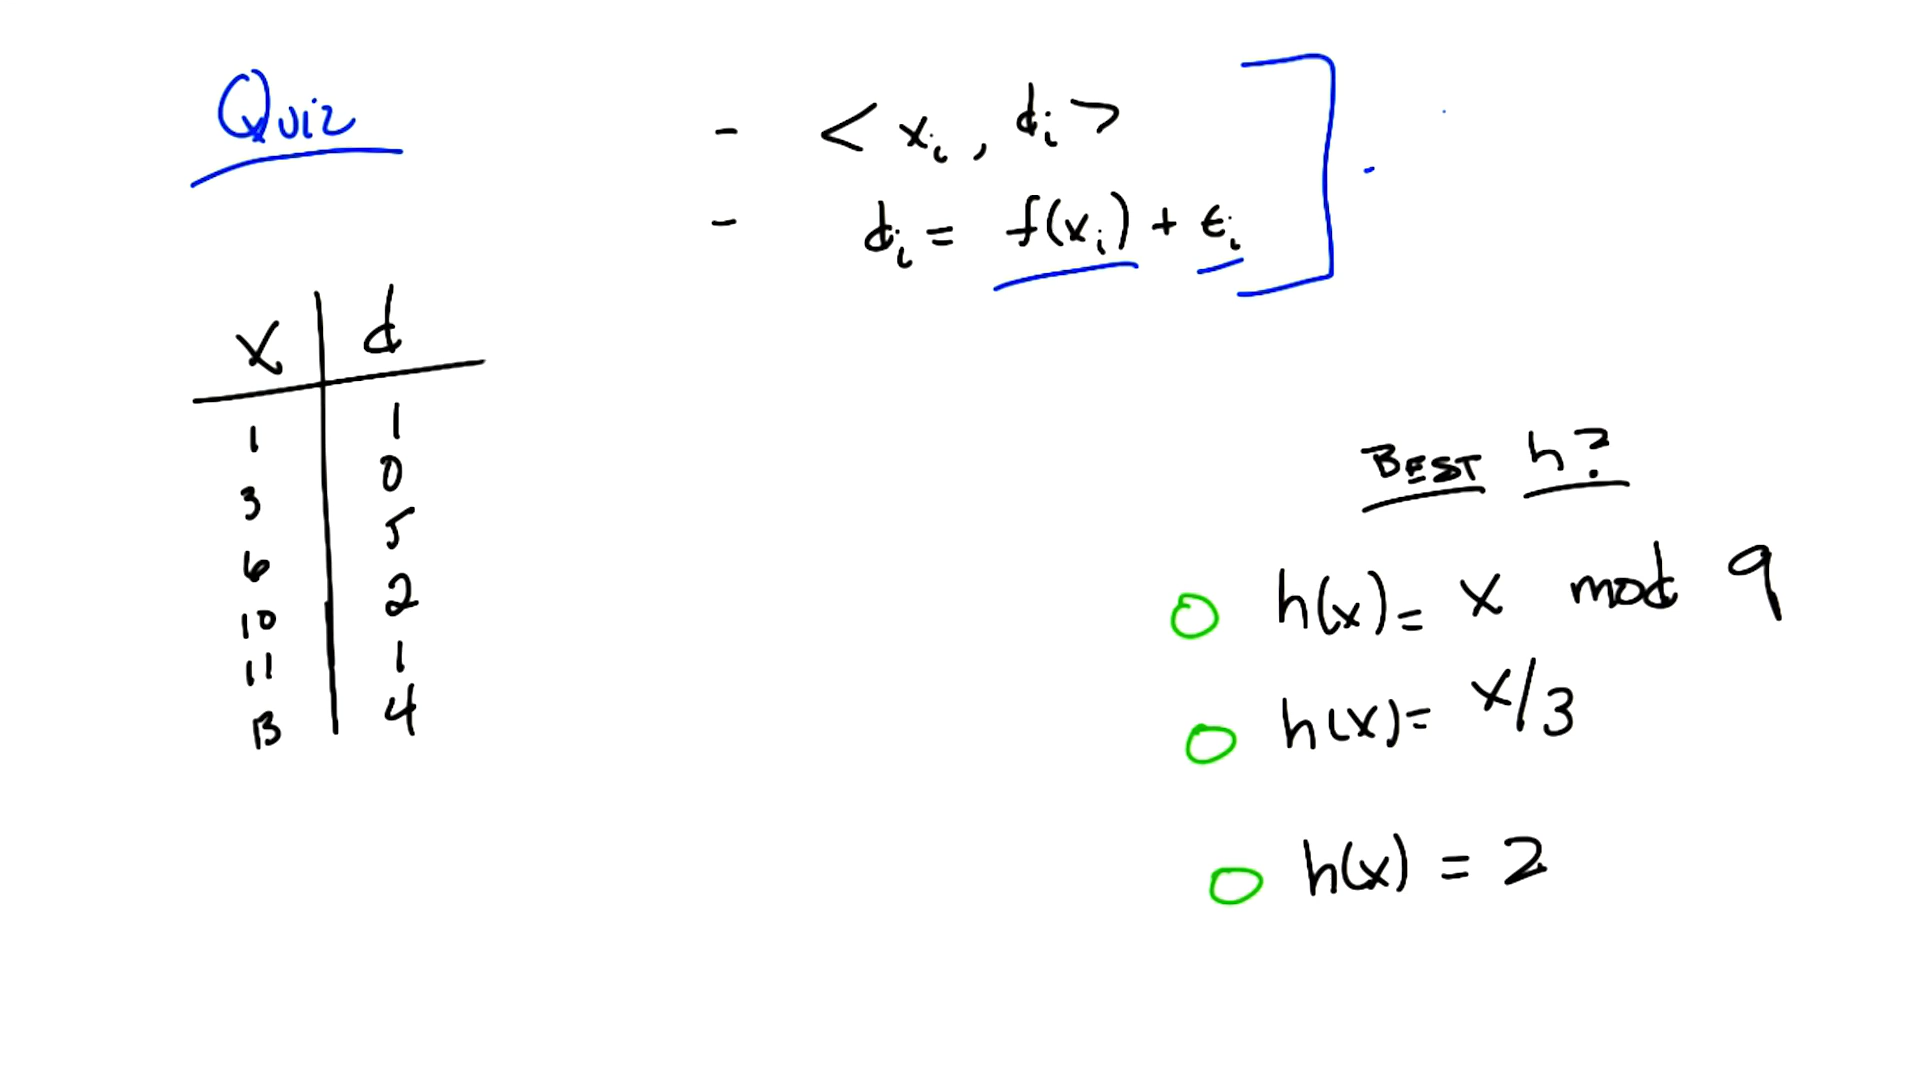 Quiz
- < xᵢ, dᵢ >
- dᵢ = f(xᵢ) + εᵢ
x d
1 1
3 0
6 5
10 2
11 1
13 4
BEST h?
h(x) = x mod 9
h(x) = x/3
h(x) = 2